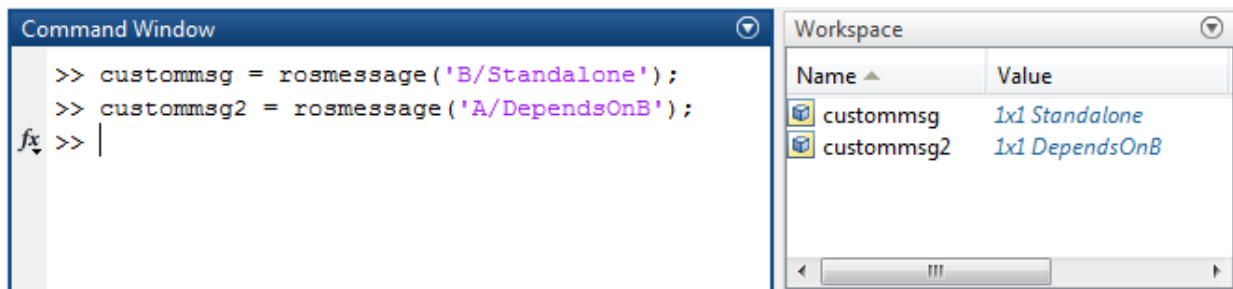 Command Window
>> custommsg = rosmessage('B/Standalone');
>> custommsg2 = rosmessage('A/DependsOnB');
fx >>
Workspace
Name Value
custommsg 1x1 Standalone
custommsg2 1x1 DependsOnB